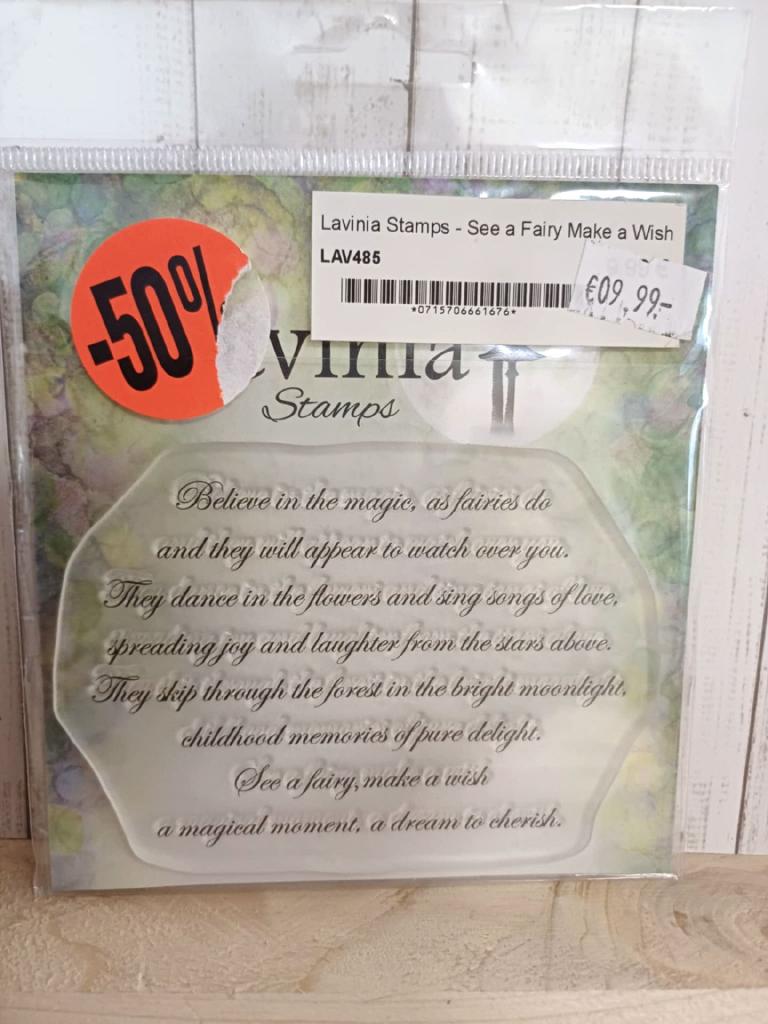 Lavinia Stamps - See a Fairy Make a Wish
LAV485
*0715706661676*
€09,99.-
-50%
Lavinia
Stamps
Believe in the magic, as fairies do
and they will appear to watch over you.
They dance in the flowers and sing songs of love,
spreading joy and laughter from the stars above.
They skip through the forest in the bright moonlight,
childhood memories of pure delight.
See a fairy, make a wish
a magical moment, a dream to cherish.